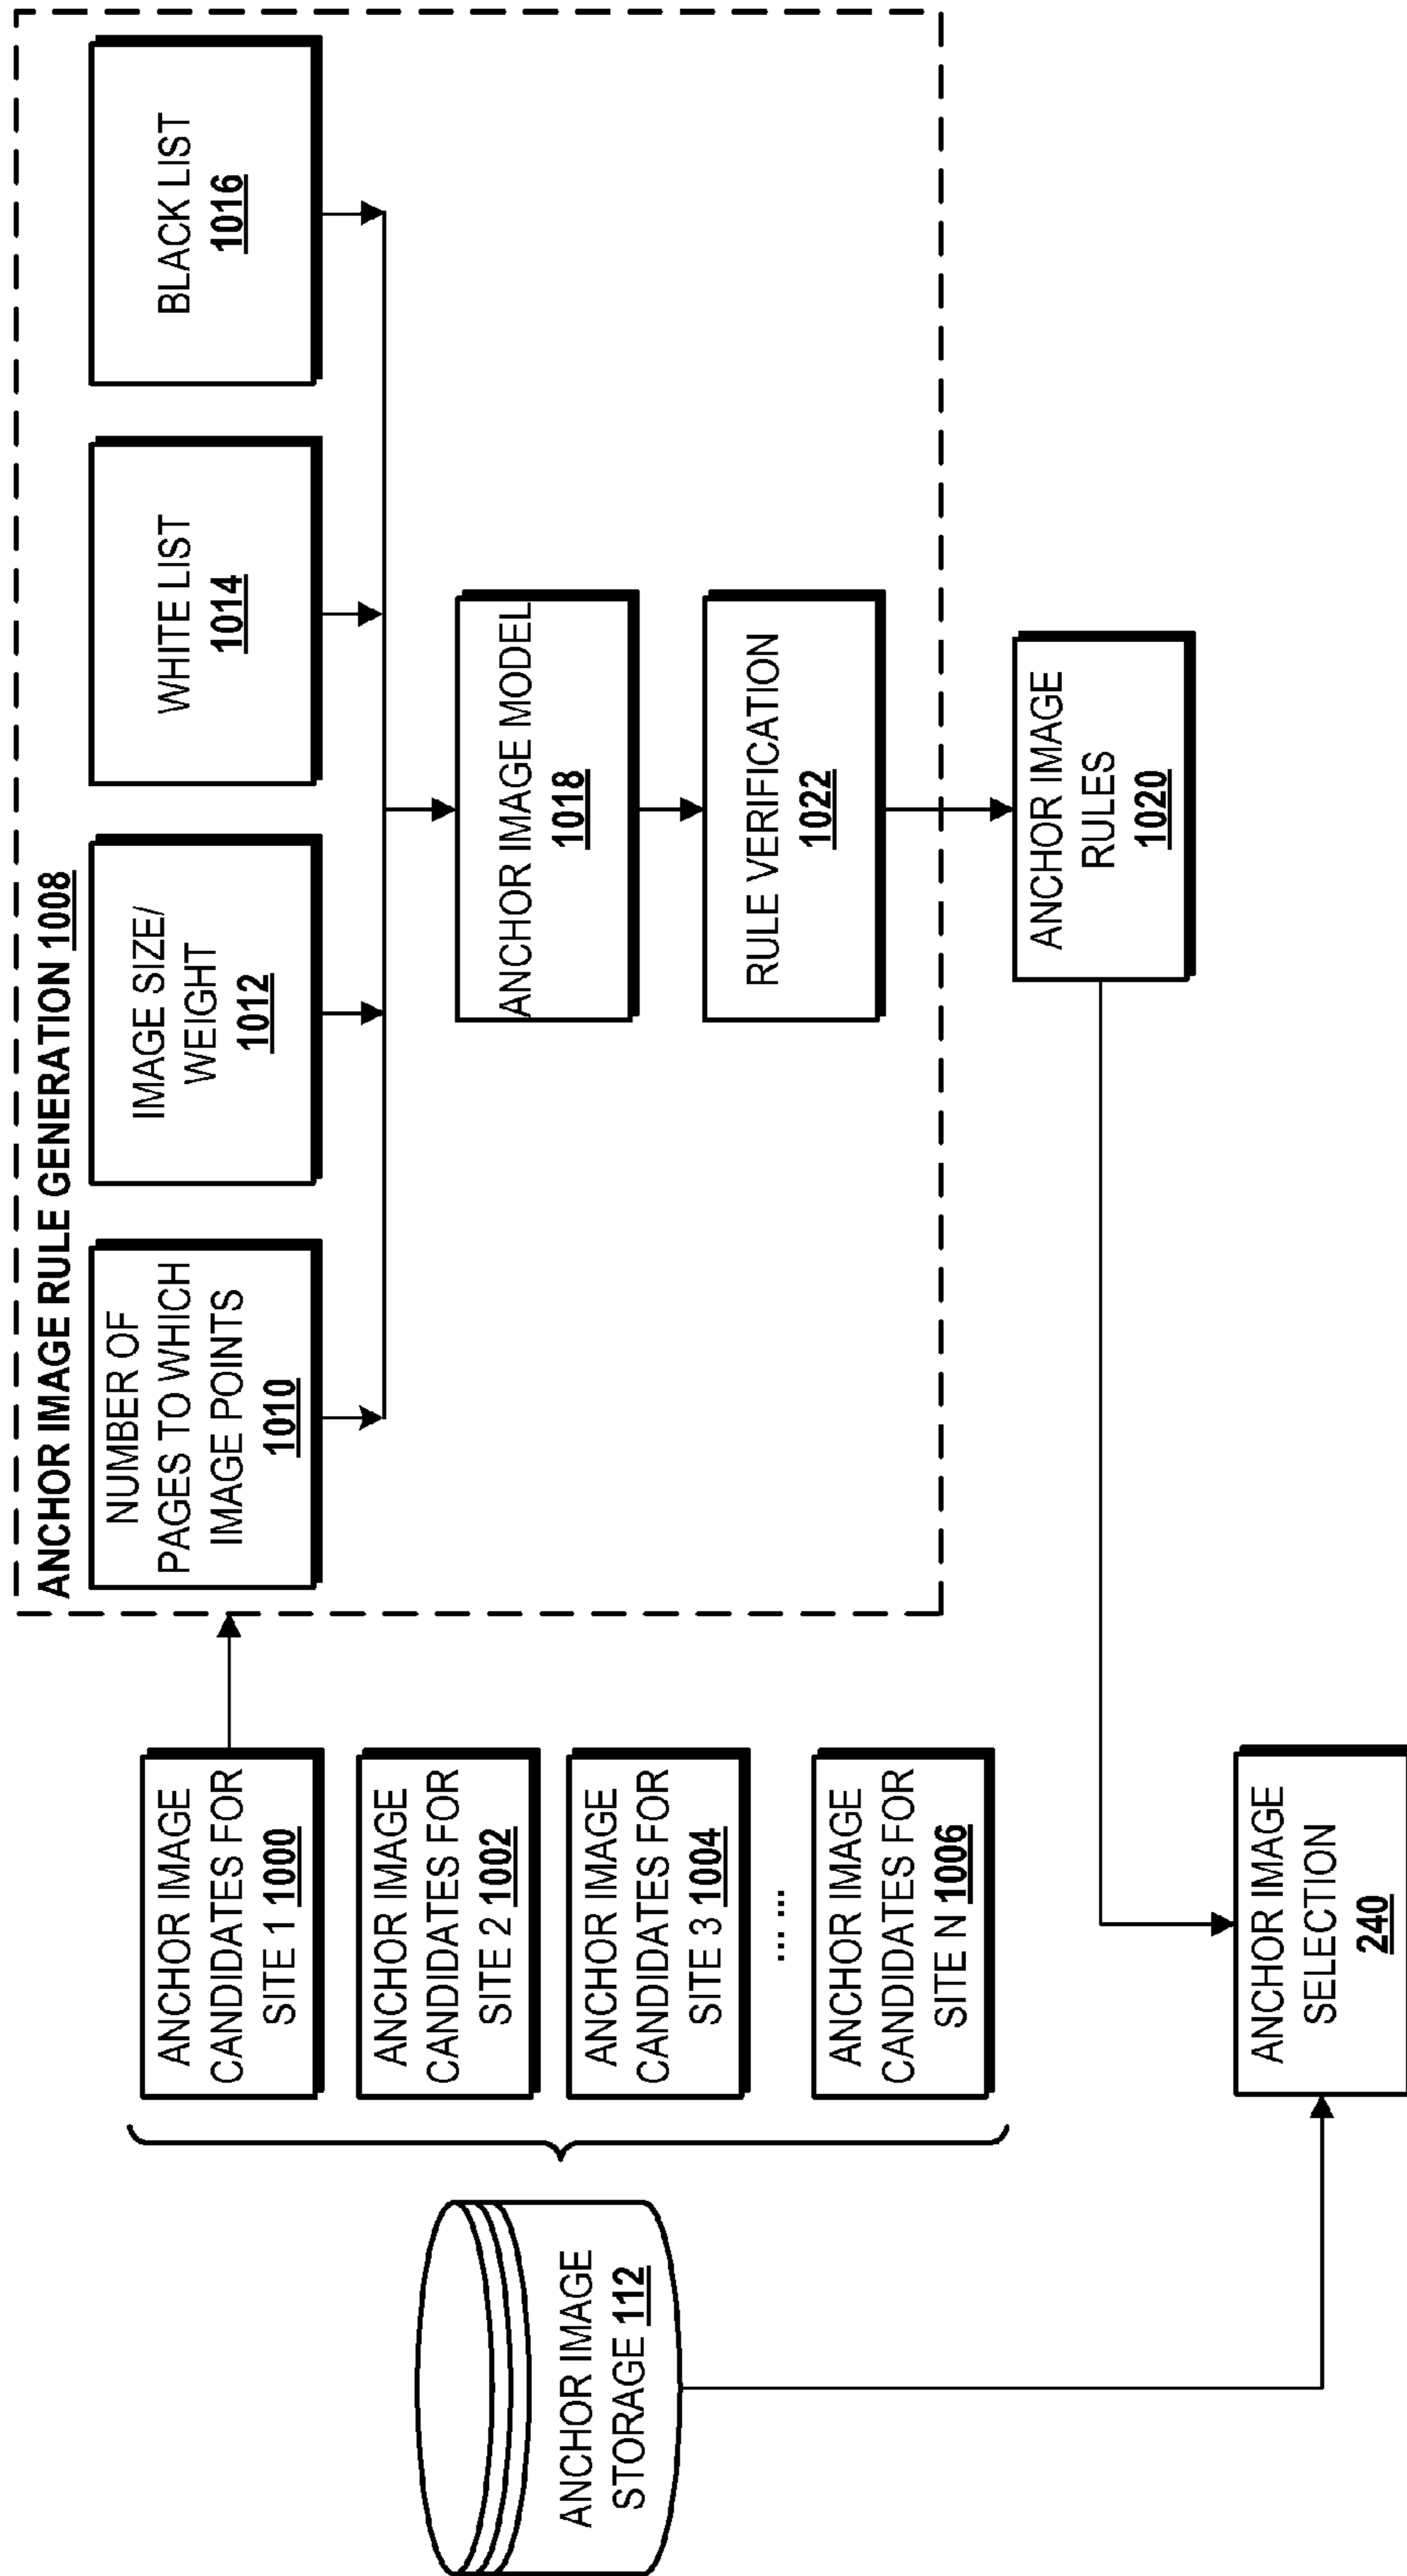 ANCHOR IMAGE RULE GENERATION 1008
NUMBER OF
PAGES TO WHICH
IMAGE POINTS
1010
IMAGE SIZE/
WEIGHT
1012
WHITE LIST
1014
BLACK LIST
1016
ANCHOR IMAGE MODEL
1018
RULE VERIFICATION
1022
ANCHOR IMAGE
RULES
1020
ANCHOR IMAGE
CANDIDATES FOR
SITE 1 1000
ANCHOR IMAGE
CANDIDATES FOR
SITE 2 1002
ANCHOR IMAGE
CANDIDATES FOR
SITE 3 1004
... ...
ANCHOR IMAGE
CANDIDATES FOR
SITE N 1006
ANCHOR IMAGE
STORAGE 112
ANCHOR IMAGE
SELECTION
240